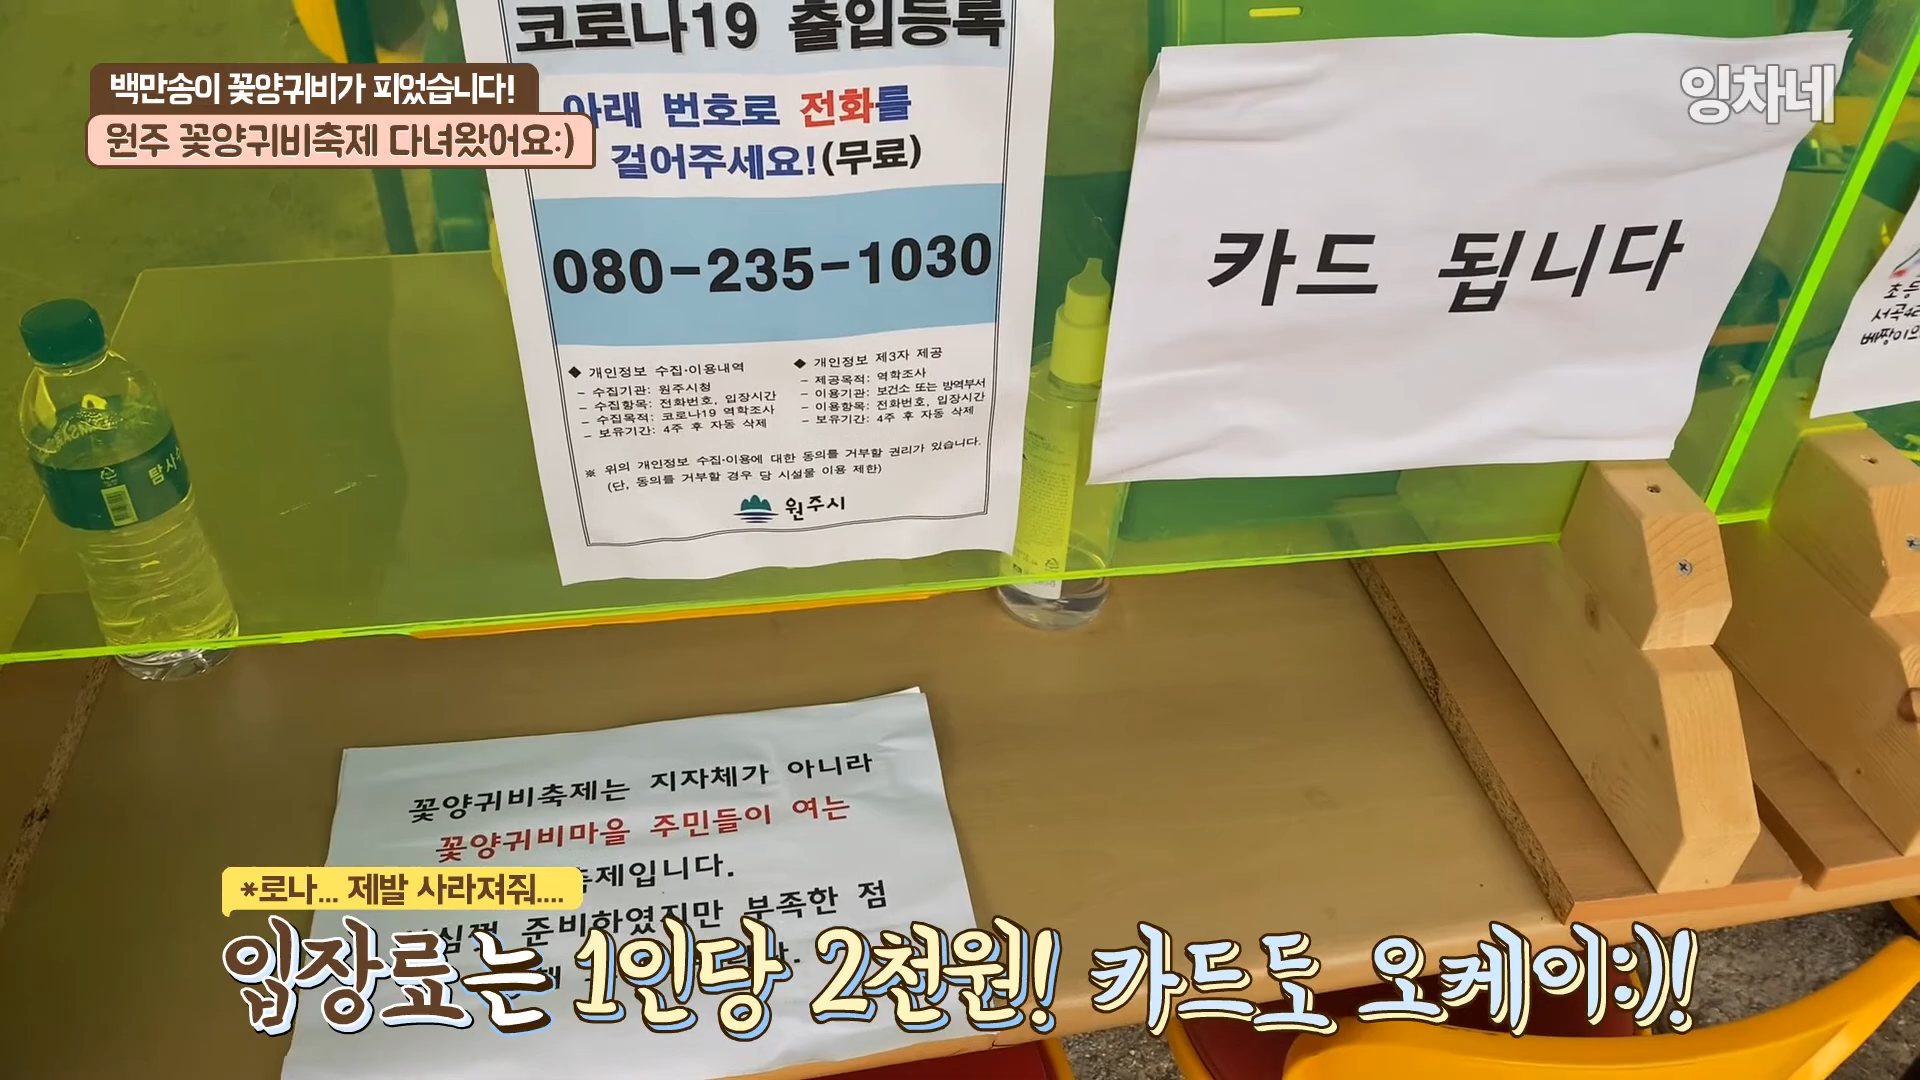 백만송이 꽃양귀비가 피었습니다!
원주 꽃양귀비축제 다녀왔어요:)
잉차네
코로나19 출입등록
아래 번호로 전화를
걸어주세요!(무료)
080-235-1030
◆ 개인정보 수집·이용내역
- 수집기관: 원주시청
- 수집항목: 전화번호, 입장시간
- 수집목적: 코로나19 역학조사
- 보유기간: 4주 후 자동 삭제
◆ 개인정보 제3자 제공
- 제공목적: 역학조사
- 이용기관: 보건소 또는 방역부서
- 이용항목: 전화번호, 입장시간
- 보유기간: 4주 후 자동 삭제
※ 위의 개인정보 수집·이용에 대한 동의를 거부할 권리가 있습니다.
(단, 동의를 거부할 경우 당 시설물 이용 제한)
원주시
카드 됩니다
초등
서곡
탐사수
꽃양귀비축제는 지자체가 아니라
꽃양귀비마을 주민들이 여는
축제입니다.
준비하였지만 부족한 점
*로나... 제발 사라져줘....
입장료는 1인당 2천원! 카드도 오케이:)!